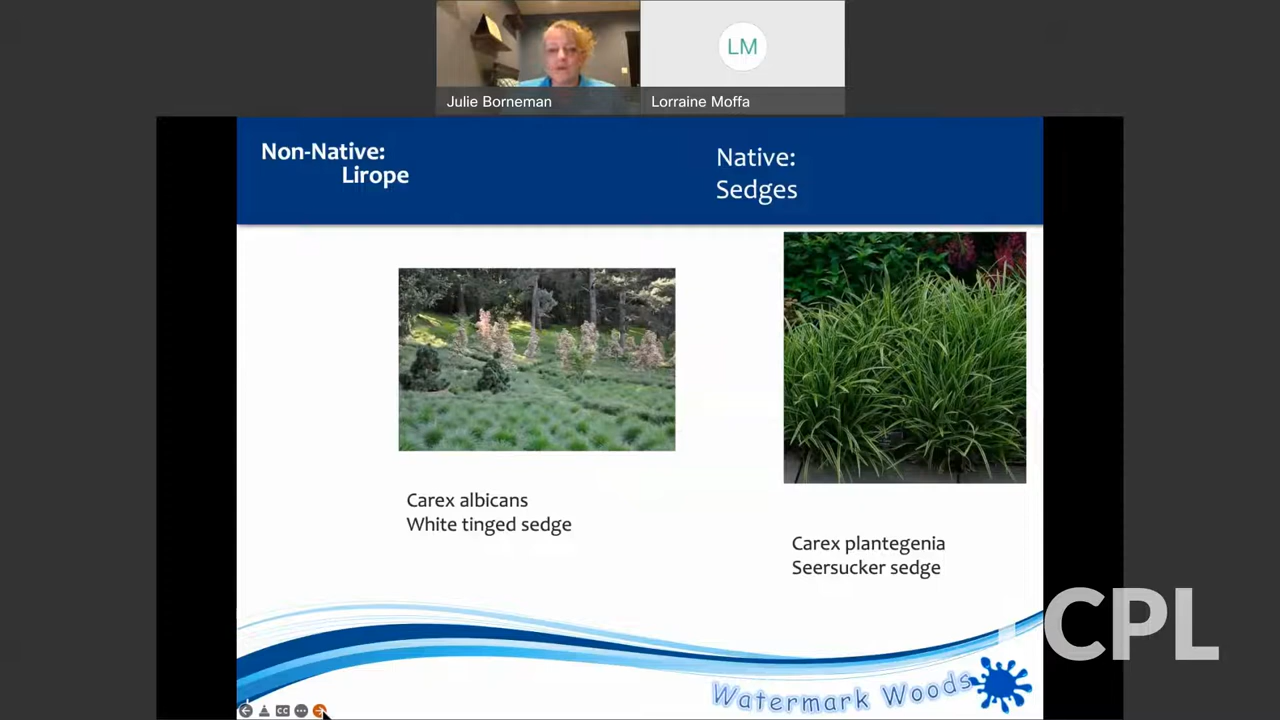 LM
Julie Borneman
Lorraine Moffa
Non-Native:
Lirope
Native:
Sedges
Carex albicans
White tinged sedge
Carex plantegenia
Seersucker sedge
CPL
Watermark Woods
CC